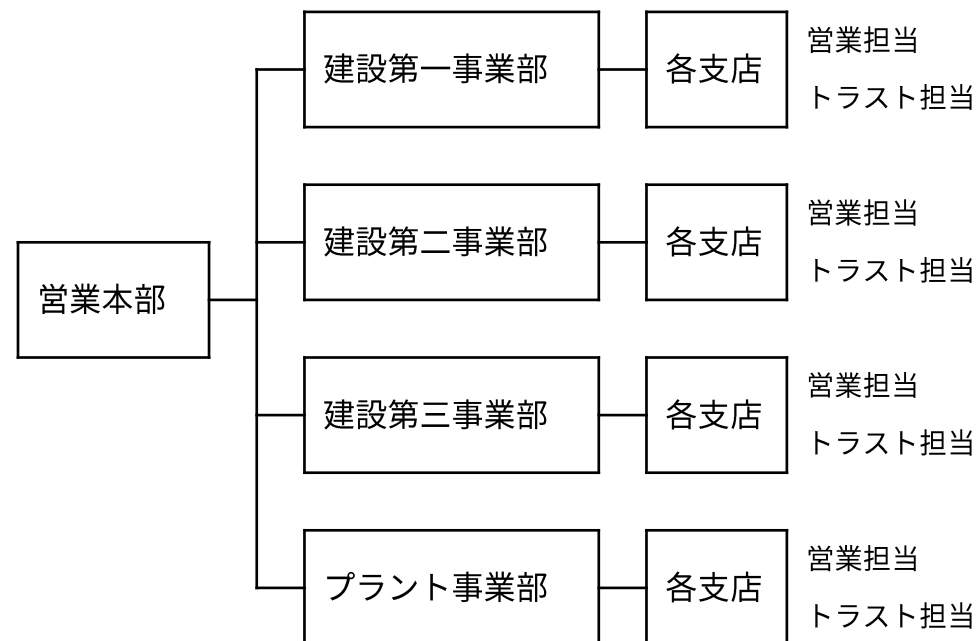 営業本部
建設第一事業部
各支店
営業担当
トラスト担当
建設第二事業部
各支店
営業担当
トラスト担当
建設第三事業部
各支店
営業担当
トラスト担当
プラント事業部
各支店
営業担当
トラスト担当